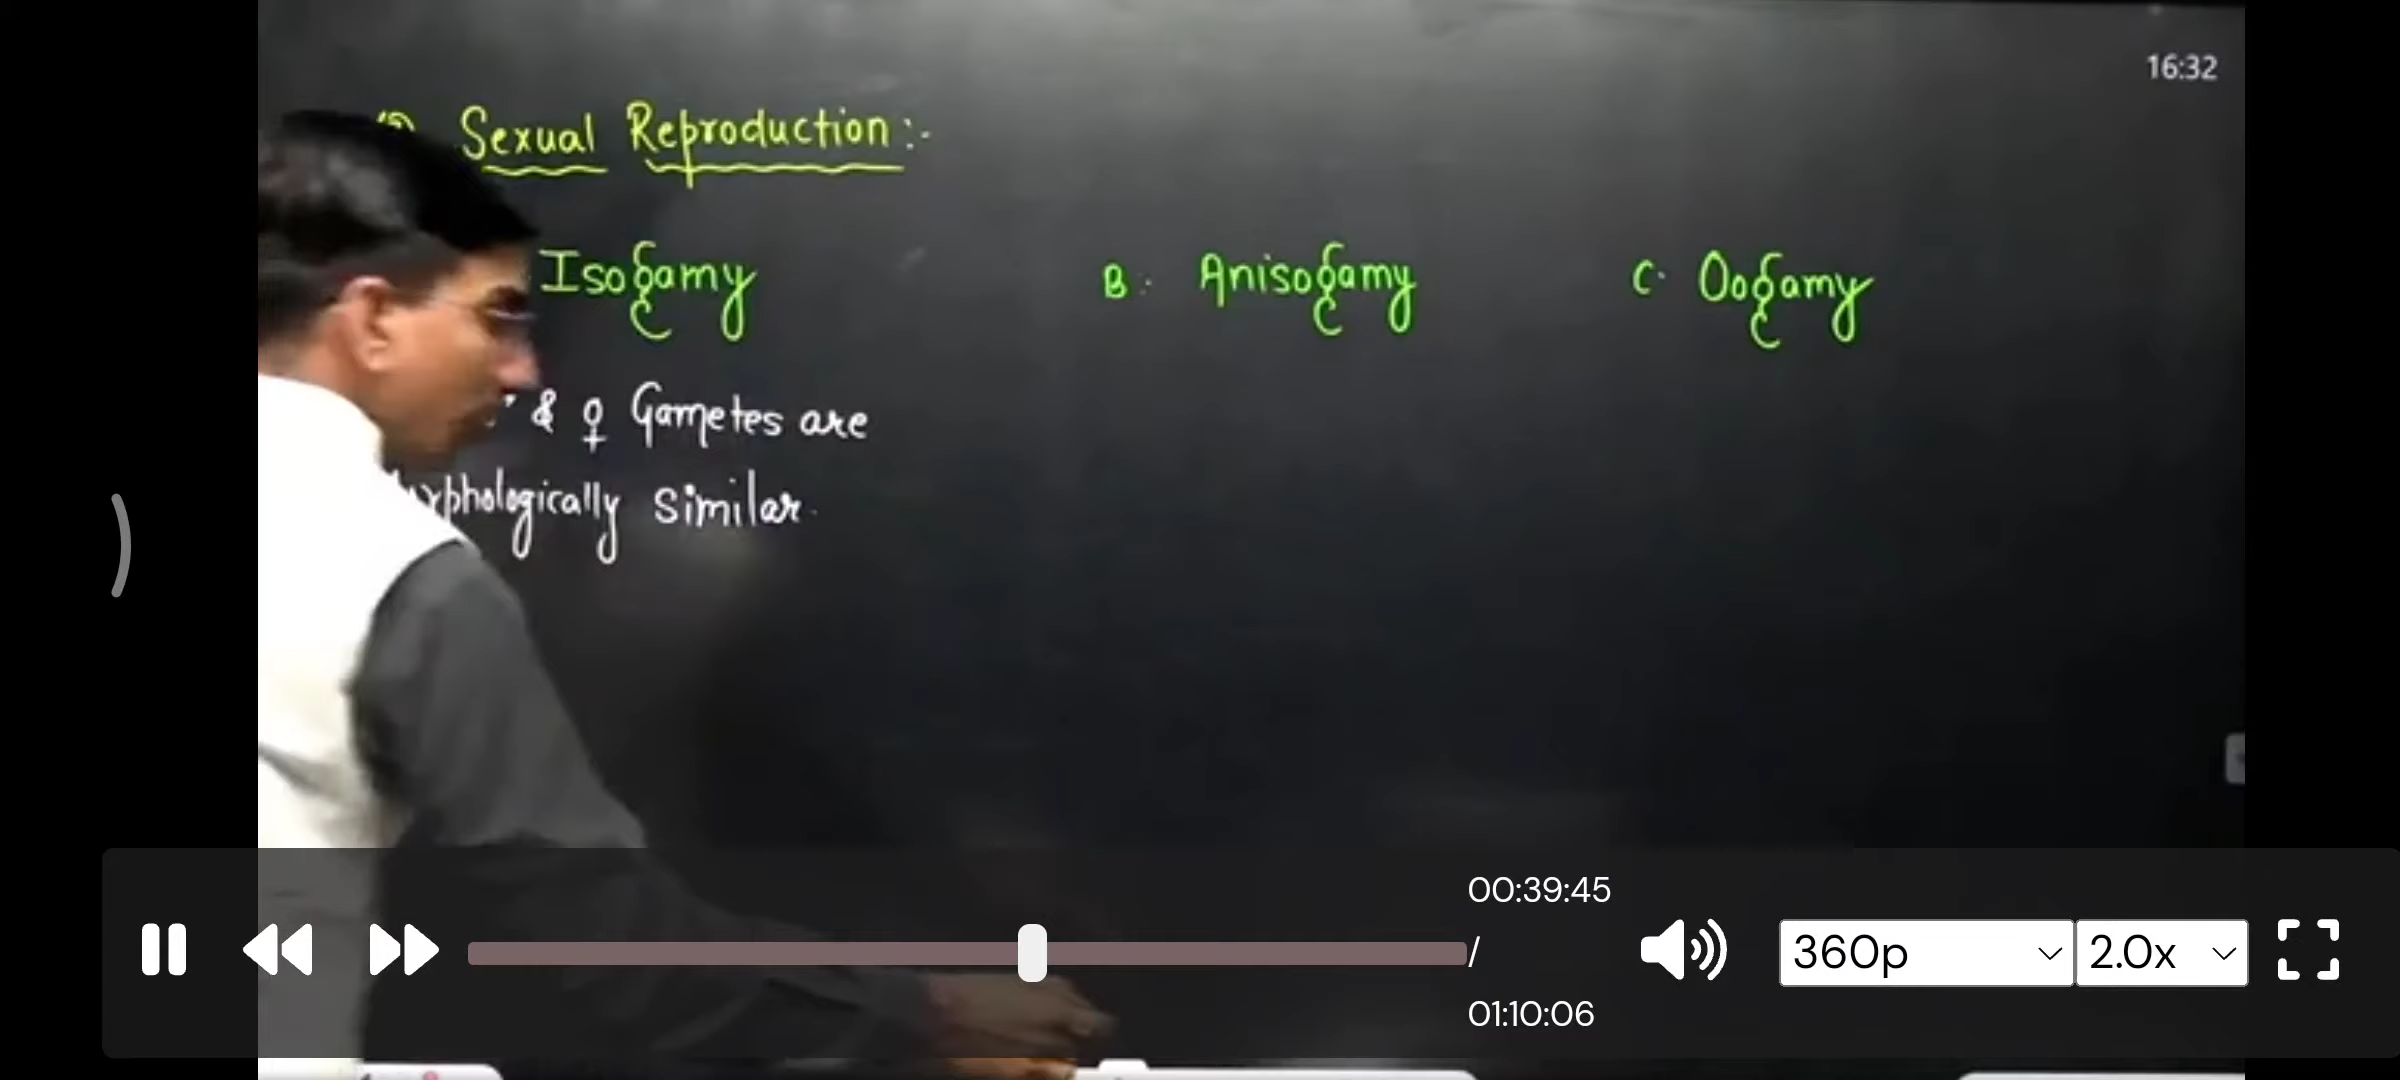 16:32
Sexual Reproduction :-
Isogamy B. Anisogamy C. Oogamy
& ♀ Gametes are
similar.
00:39:45
/
360p 2.0x
01:10:06